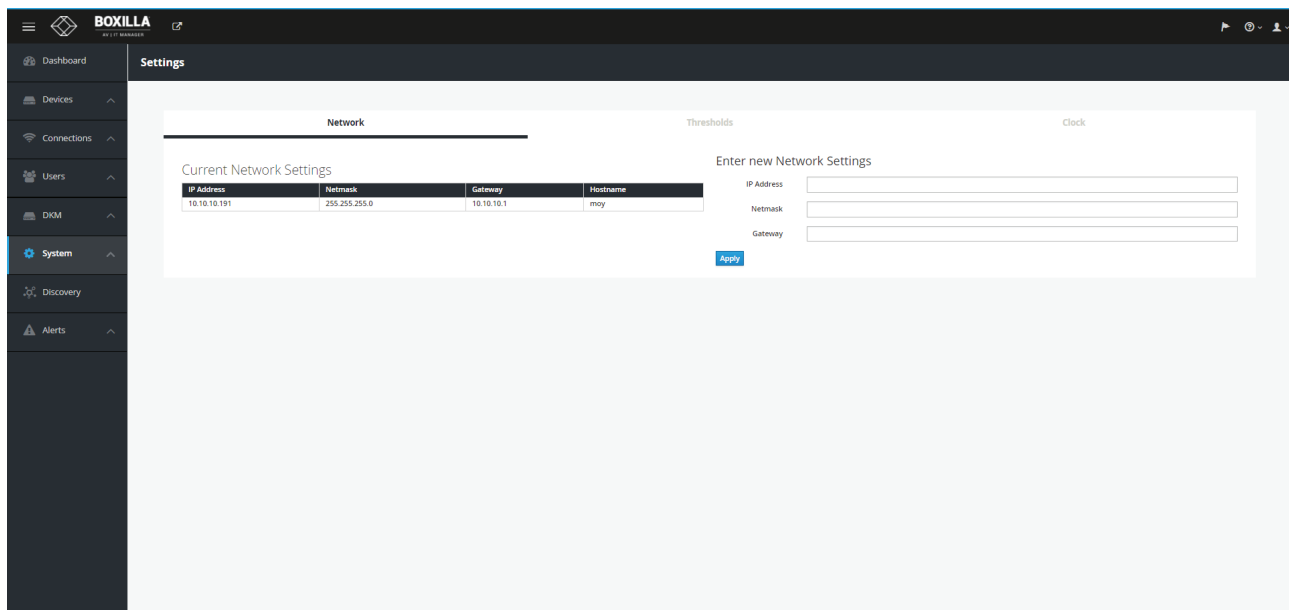 BOXILLA
AV | IT MANAGER
Dashboard
Settings
Devices
Connections
Users
DKM
System
Discovery
Alerts
Network
Thresholds
Clock
Current Network Settings
IP Address Netmask Gateway Hostname
10.10.10.191 255.255.255.0 10.10.10.1 moy
Enter new Network Settings
IP Address
Netmask
Gateway
Apply